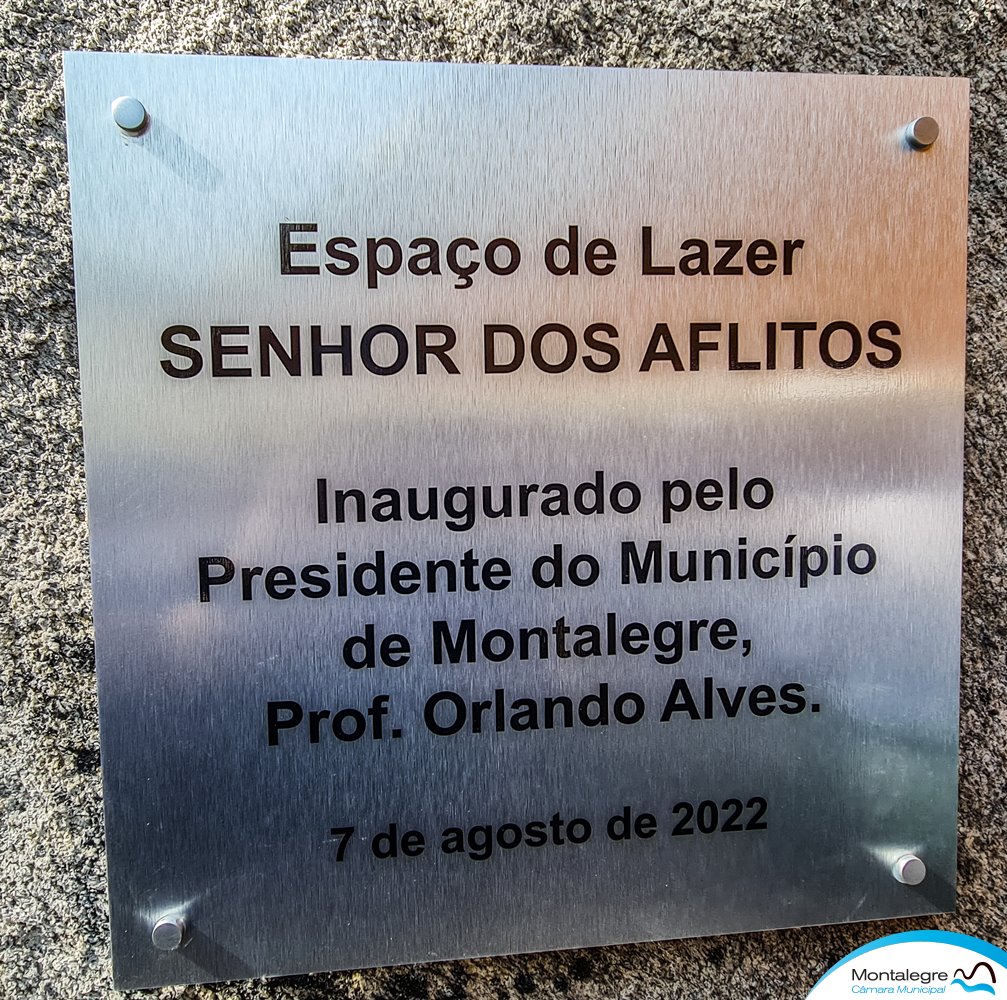 Espaço de Lazer
SENHOR DOS AFLITOS
Inaugurado pelo
Presidente do Município
de Montalegre,
Prof. Orlando Alves.
7 de agosto de 2022
Montalegre
Câmara Municipal